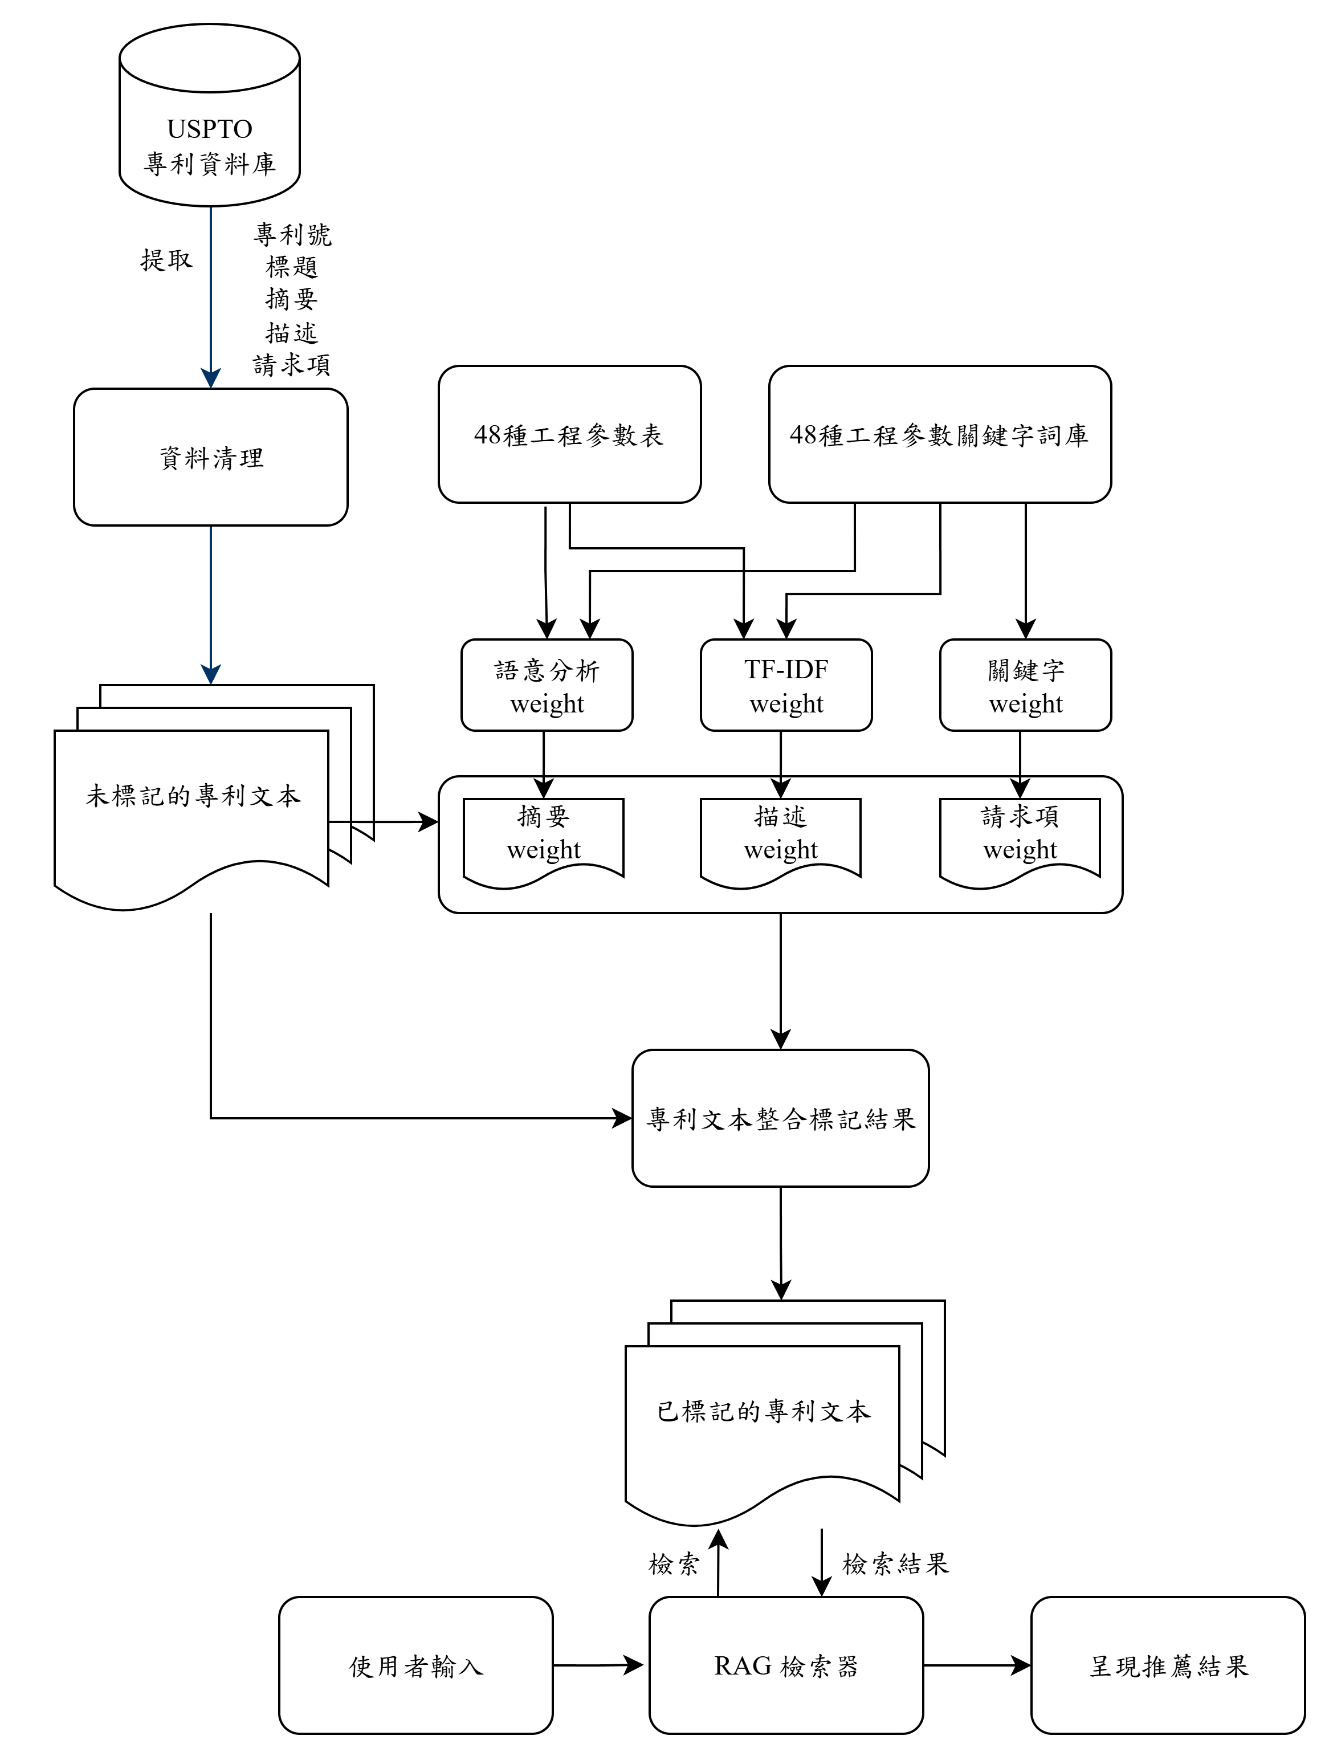 USPTO
專利資料庫
提取
專利號
標題
摘要
描述
請求項
資料清理
48種工程參數表
48種工程參數關鍵字詞庫
語意分析
weight
TF-IDF
weight
關鍵字
weight
未標記的專利文本
摘要
weight
描述
weight
請求項
weight
專利文本整合標記結果
已標記的專利文本
檢索
檢索結果
使用者輸入
RAG 檢索器
呈現推薦結果